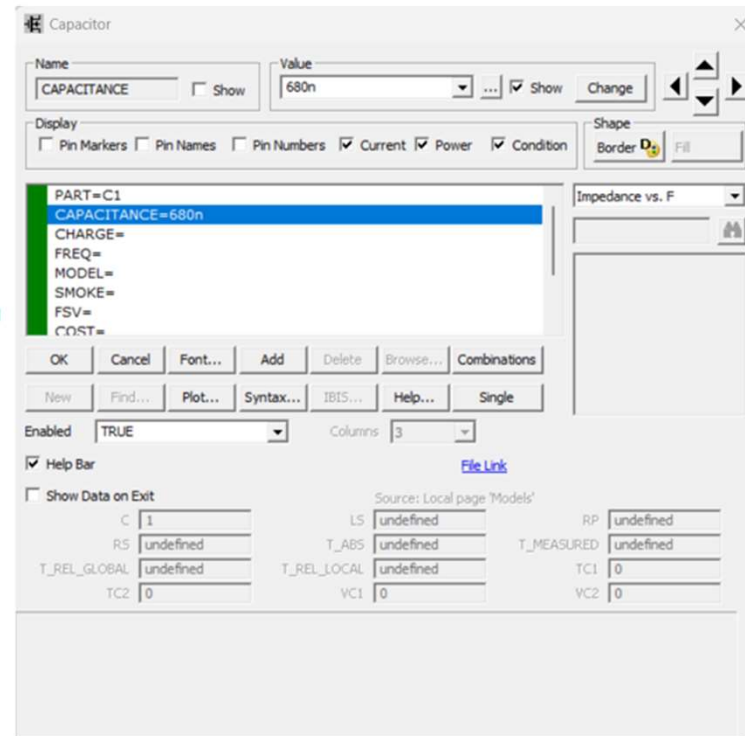 Capacitor
Name
CAPACITANCE Show
Value
680n ... Show Change
Display
Pin Markers Pin Names Pin Numbers Current Power Condition
Shape
Border Fill
PART=C1
CAPACITANCE=680n
CHARGE=
FREQ=
MODEL=
SMOKE=
FSV=
COST=
Impedance vs. F
OK Cancel Font... Add Delete Browse... Combinations
New Find... Plot... Syntax... IBIS... Help... Single
Enabled TRUE Columns 3
Help Bar File Link
Show Data on Exit Source: Local page 'Models'
C 1 LS undefined RP undefined
RS undefined T_ABS undefined T_MEASURED undefined
T_REL_GLOBAL undefined T_REL_LOCAL undefined TC1 0
TC2 0 VC1 0 VC2 0